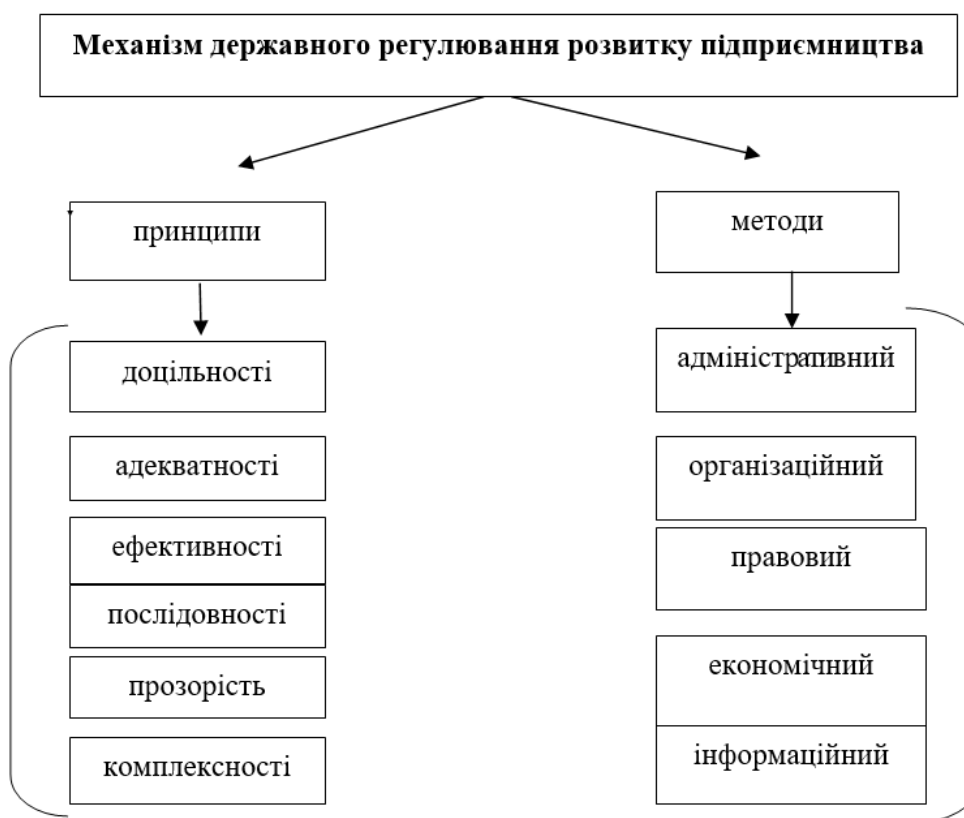 Механізм державного регулювання розвитку підприємництва
принципи
методи
доцільності
адекватності
ефективності
послідовності
прозорість
комплексності
адміністративний
організаційний
правовий
економічний
інформаційний